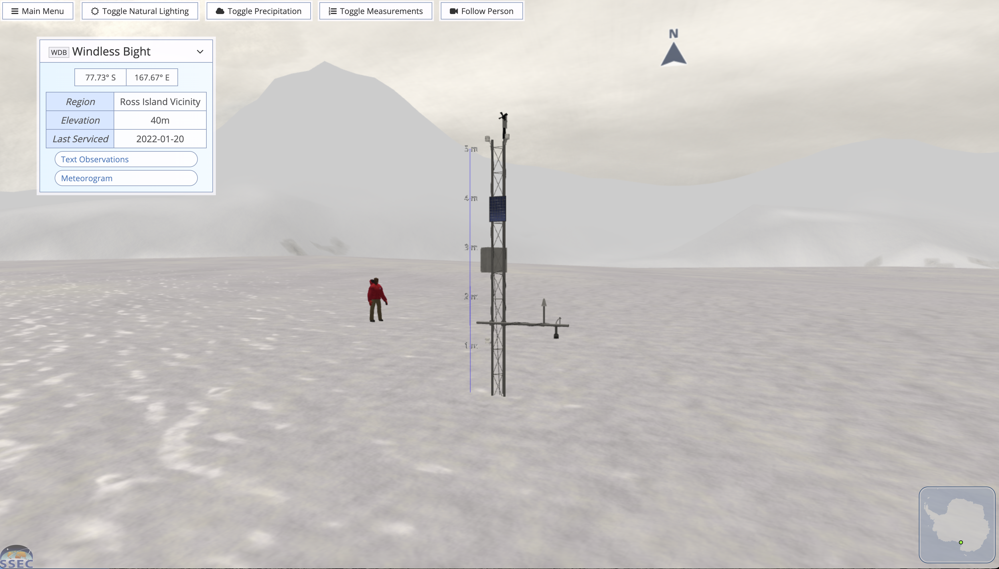 Main Menu
Toggle Natural Lighting
Toggle Precipitation
Toggle Measurements
Follow Person
N
WDB Windless Bight
77.73° S 167.67° E
Region Ross Island Vicinity
Elevation 40m
Last Serviced 2022-01-20
Text Observations
Meteorogram
5 m
4 m
3 m
2 m
1 m
SSEC